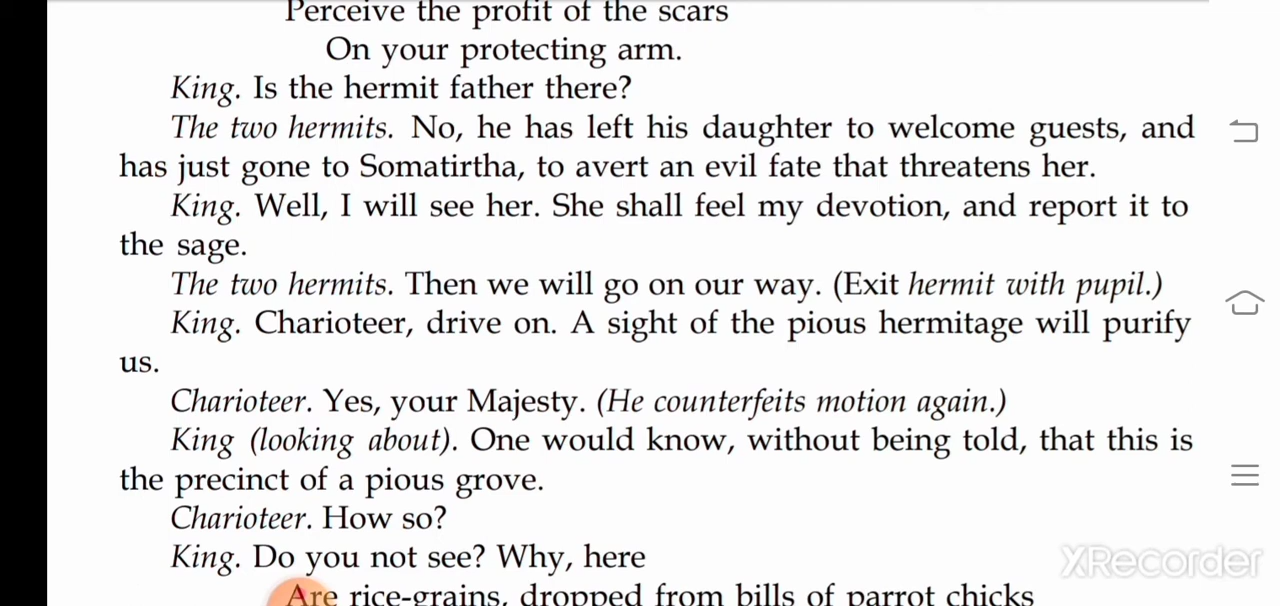 Perceive the profit of the scars
On your protecting arm.
King. Is the hermit father there?
The two hermits. No, he has left his daughter to welcome guests, and
has just gone to Somatirtha, to avert an evil fate that threatens her.
King. Well, I will see her. She shall feel my devotion, and report it to
the sage.
The two hermits. Then we will go on our way. (Exit hermit with pupil.)
King. Charioteer, drive on. A sight of the pious hermitage will purify
us.
Charioteer. Yes, your Majesty. (He counterfeits motion again.)
King (looking about). One would know, without being told, that this is
the precinct of a pious grove.
Charioteer. How so?
King. Do you not see? Why, here
Are rice-grains, dropped from bills of parrot chicks
XRecorder